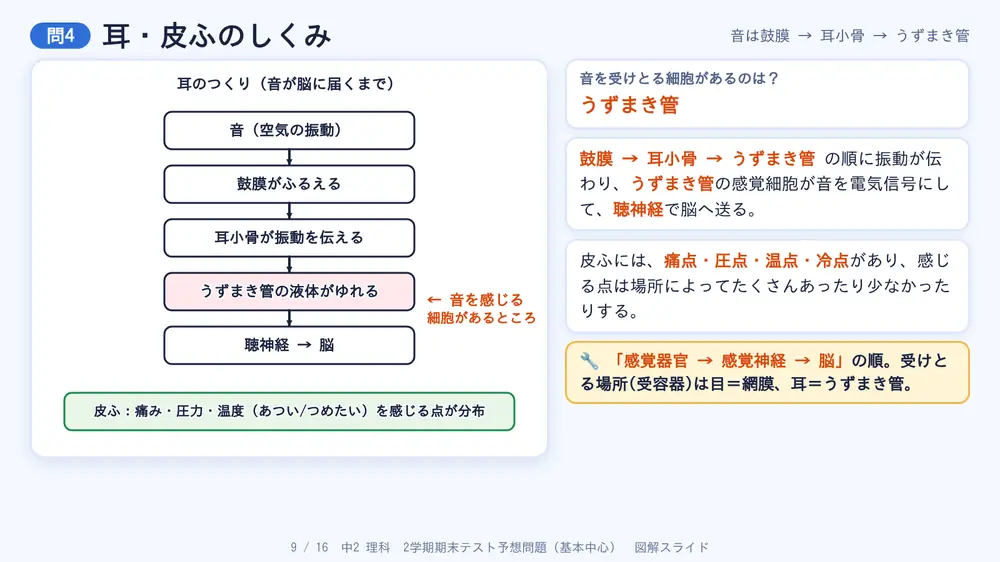 問4 耳・皮ふのしくみ
音は鼓膜 → 耳小骨 → うずまき管
耳のつくり（音が脳に届くまで）
音（空気の振動）
鼓膜がふるえる
耳小骨が振動を伝える
うずまき管の液体がゆれる
← 音を感じる
細胞があるところ
聴神経 → 脳
皮ふ：痛み・圧力・温度（あつい/つめたい）を感じる点が分布
音を受けとる細胞があるのは？
うずまき管
鼓膜 → 耳小骨 → うずまき管 の順に振動が伝
わり、うずまき管の感覚細胞が音を電気信号にし
て、聴神経で脳へ送る。
皮ふには、痛点・圧点・温点・冷点があり、感じ
る点は場所によってたくさんあったり少なかった
りする。
🔧 「感覚器官 → 感覚神経 → 脳」の順。受けと
る場所(受容器)は目＝網膜、耳＝うずまき管。
9 / 16 中2 理科 2学期期末テスト予想問題（基本中心） 図解スライド